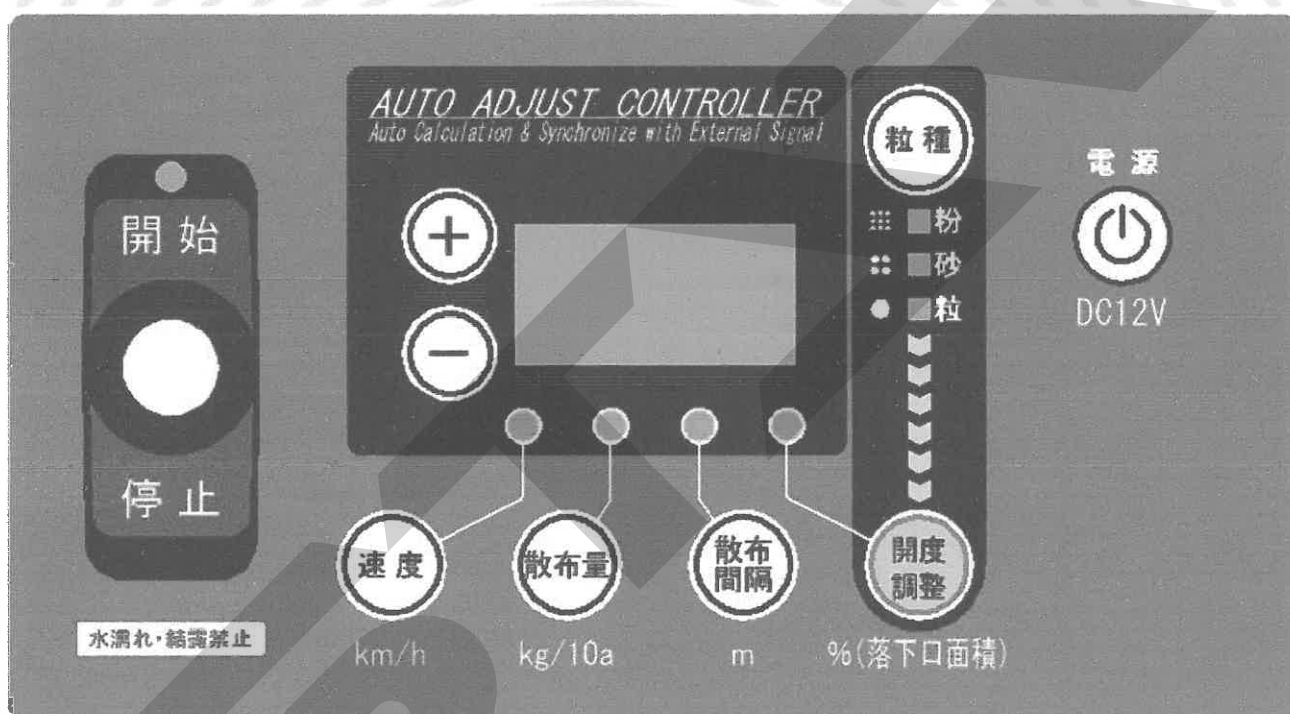 AUTO ADJUST CONTROLLER
Auto Calculation & Synchronize with External Signal
粒種
電源
開始
粉
砂
粒
DC12V
停止
速度
散布量
散布
間隔
開度
調整
水濡れ・結露禁止
km/h
kg/10a
m
%(落下口面積)